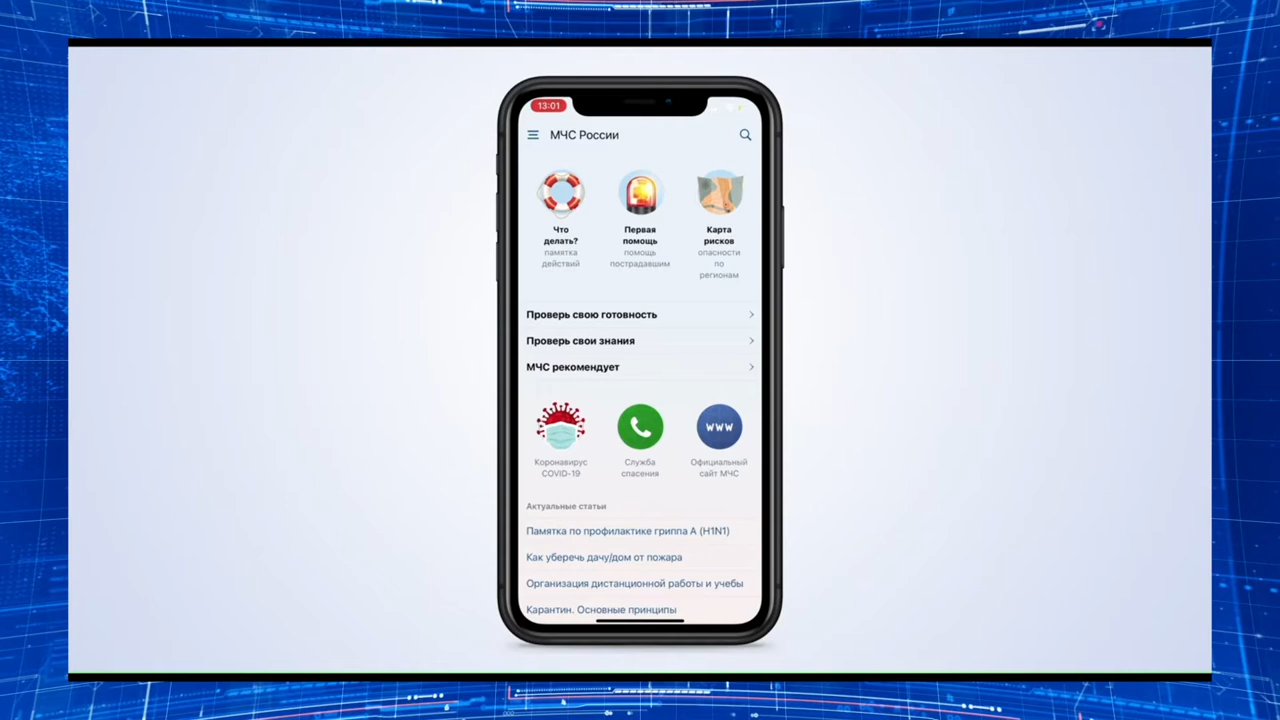 13:01
МЧС России
Что
делать?
памятка
действий
Первая
помощь
помощь
пострадавшим
Карта
рисков
опасности
по
регионам
Проверь свою готовность
Проверь свои знания
МЧС рекомендует
Коронавирус
COVID-19
Служба
спасения
www
Официальный
сайт МЧС
Актуальные статьи
Памятка по профилактике гриппа А (H1N1)
Как уберечь дачу/дом от пожара
Организация дистанционной работы и учебы
Карантин. Основные принципы